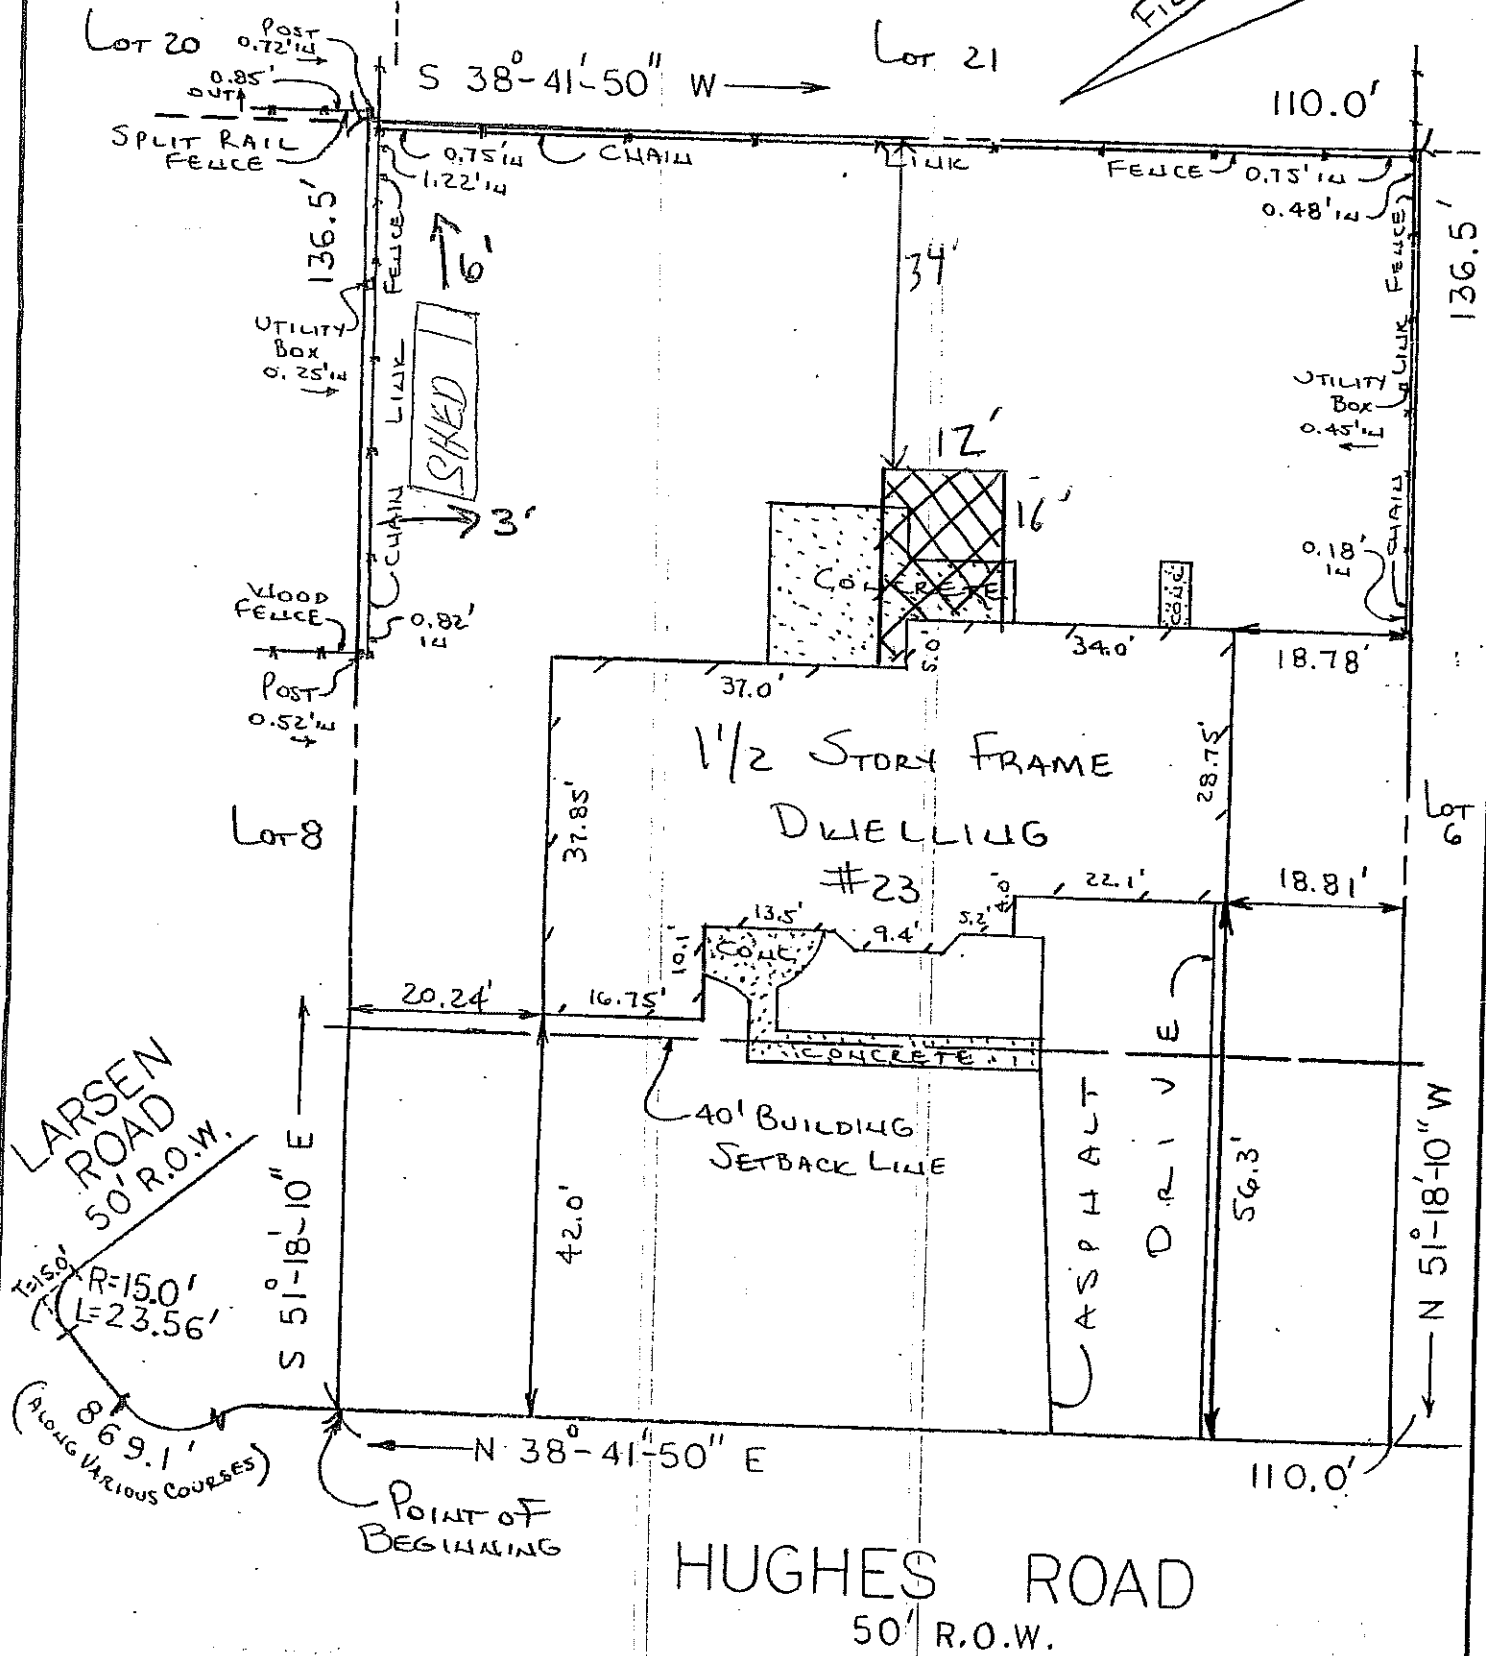 LOT 20
POST
0.72' IN
0.85'
OUT
SPLIT RAIL
FENCE
S 38°-41'-50" W
LOT 21
110.0'
0.75' IN
1.22' IN
CHAIN
LINK
FENCE
0.75' IN
0.48' IN
136.5'
FENCE
LINK
CHAIN
6'
34'
FENCE
LINK
CHAIN
136.5'
UTILITY
BOX
0.25' IN
SHED
3'
UTILITY
BOX
0.45' IN
12'
16'
CONCRETE
CONC
0.18'
IN
WOOD
FENCE
0.82'
IN
POST
0.52' IN
37.0'
5.0'
34.0'
18.78'
1 1/2 STORY FRAME
DWELLING
#23
37.85'
28.75'
LOT 8
LOT
6
13.5'
9.4'
5.2'
4.0'
22.1'
18.81'
10.1'
CONC.
20.24'
16.75'
CONCRETE
40' BUILDING
SETBACK LINE
LARSEN
ROAD
50' R.O.W.
T=15.0'
R=15.0'
L=23.56'
S 51°-18'-10" E
42.0'
ASPHALT
DRIVE
56.3'
N 51°-18'-10" W
869.1'
(ALONG VARIOUS COURSES)
N 38°-41'-50" E
110.0'
POINT OF
BEGINNING
HUGHES ROAD
50' R.O.W.